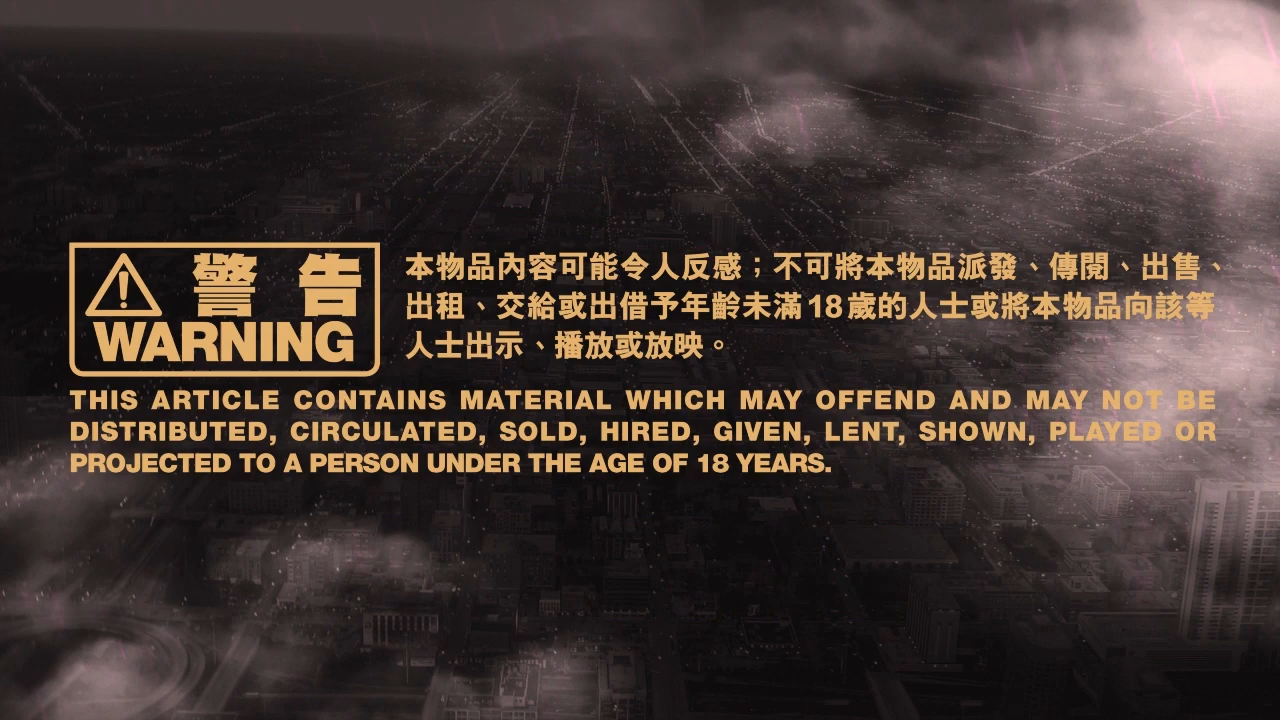 警告
WARNING
本物品內容可能令人反感；不可將本物品派發、傳閱、出售、
出租、交給或出借予年齡未滿18歲的人士或將本物品向該等
人士出示、播放或放映。
THIS ARTICLE CONTAINS MATERIAL WHICH MAY OFFEND AND MAY NOT BE
DISTRIBUTED, CIRCULATED, SOLD, HIRED, GIVEN, LENT, SHOWN, PLAYED OR
PROJECTED TO A PERSON UNDER THE AGE OF 18 YEARS.